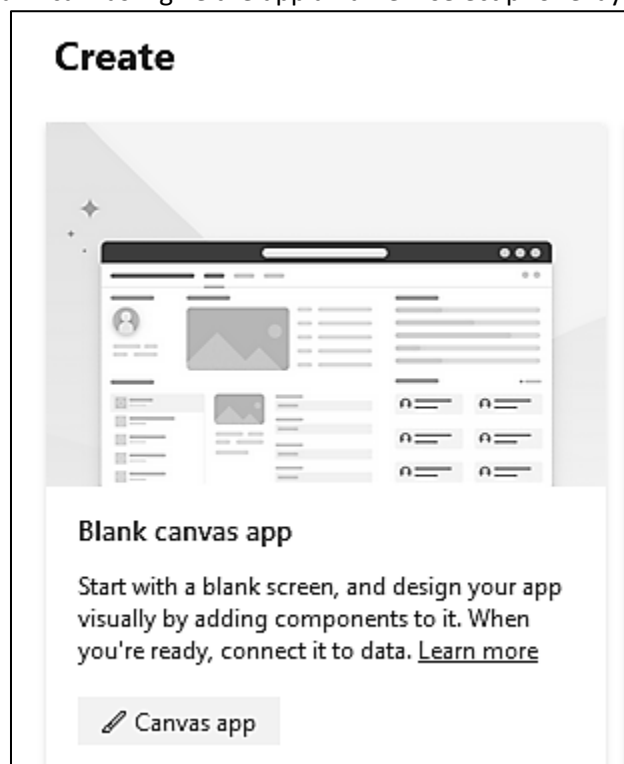 Create
Blank canvas app
Start with a blank screen, and design your app
visually by adding components to it. When
you're ready, connect it to data. Learn more
Canvas app